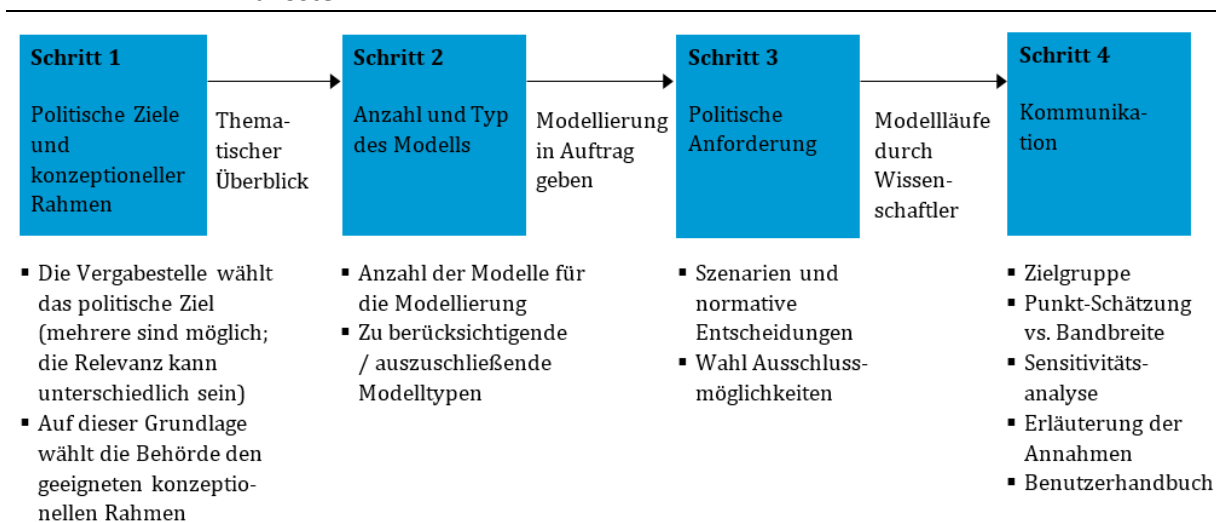 Schritt 1
Politische Ziele
und
konzeptioneller
Rahmen
Thema-
tischer
Überblick
Schritt 2
Anzahl und Typ
des Modells
Modellierung
in Auftrag
geben
Schritt 3
Politische
Anforderung
Modellläufe
durch
Wissen-
schaftler
Schritt 4
Kommunika-
tion
▪ Die Vergabestelle wählt
das politische Ziel
(mehrere sind möglich;
die Relevanz kann
unterschiedlich sein)
▪ Auf dieser Grundlage
wählt die Behörde den
geeigneten konzeptio-
nellen Rahmen
▪ Anzahl der Modelle für
die Modellierung
▪ Zu berücksichtigende
/ auszuschließende
Modelltypen
▪ Szenarien und
normative
Entscheidungen
▪ Wahl Ausschluss-
möglichkeiten
▪ Zielgruppe
▪ Punkt-Schätzung
vs. Bandbreite
▪ Sensitivitäts-
analyse
▪ Erläuterung der
Annahmen
▪ Benutzerhandbuch